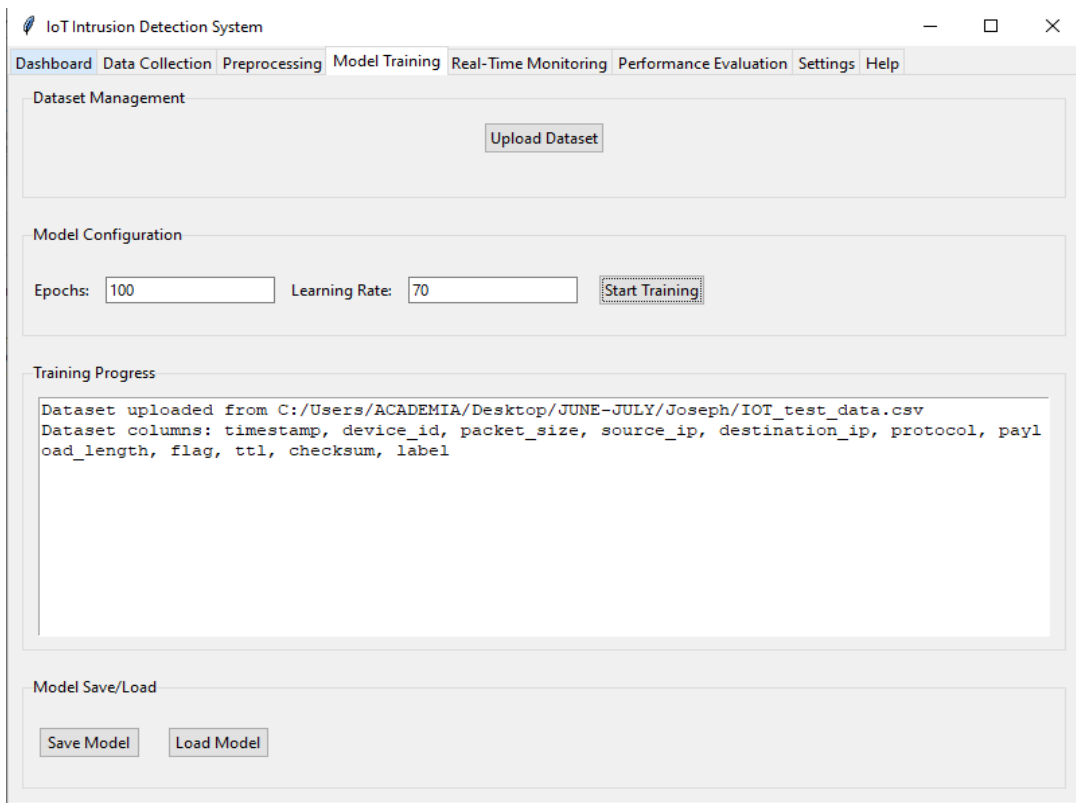 IoT Intrusion Detection System
Dashboard Data Collection Preprocessing Model Training Real-Time Monitoring Performance Evaluation Settings Help
Dataset Management
Upload Dataset
Model Configuration
Epochs: 100 Learning Rate: 70 Start Training
Training Progress
Dataset uploaded from C:/Users/ACADEMIA/Desktop/JUNE-JULY/Joseph/IOT_test_data.csv
Dataset columns: timestamp, device_id, packet_size, source_ip, destination_ip, protocol, payl
oad_length, flag, ttl, checksum, label
Model Save/Load
Save Model Load Model